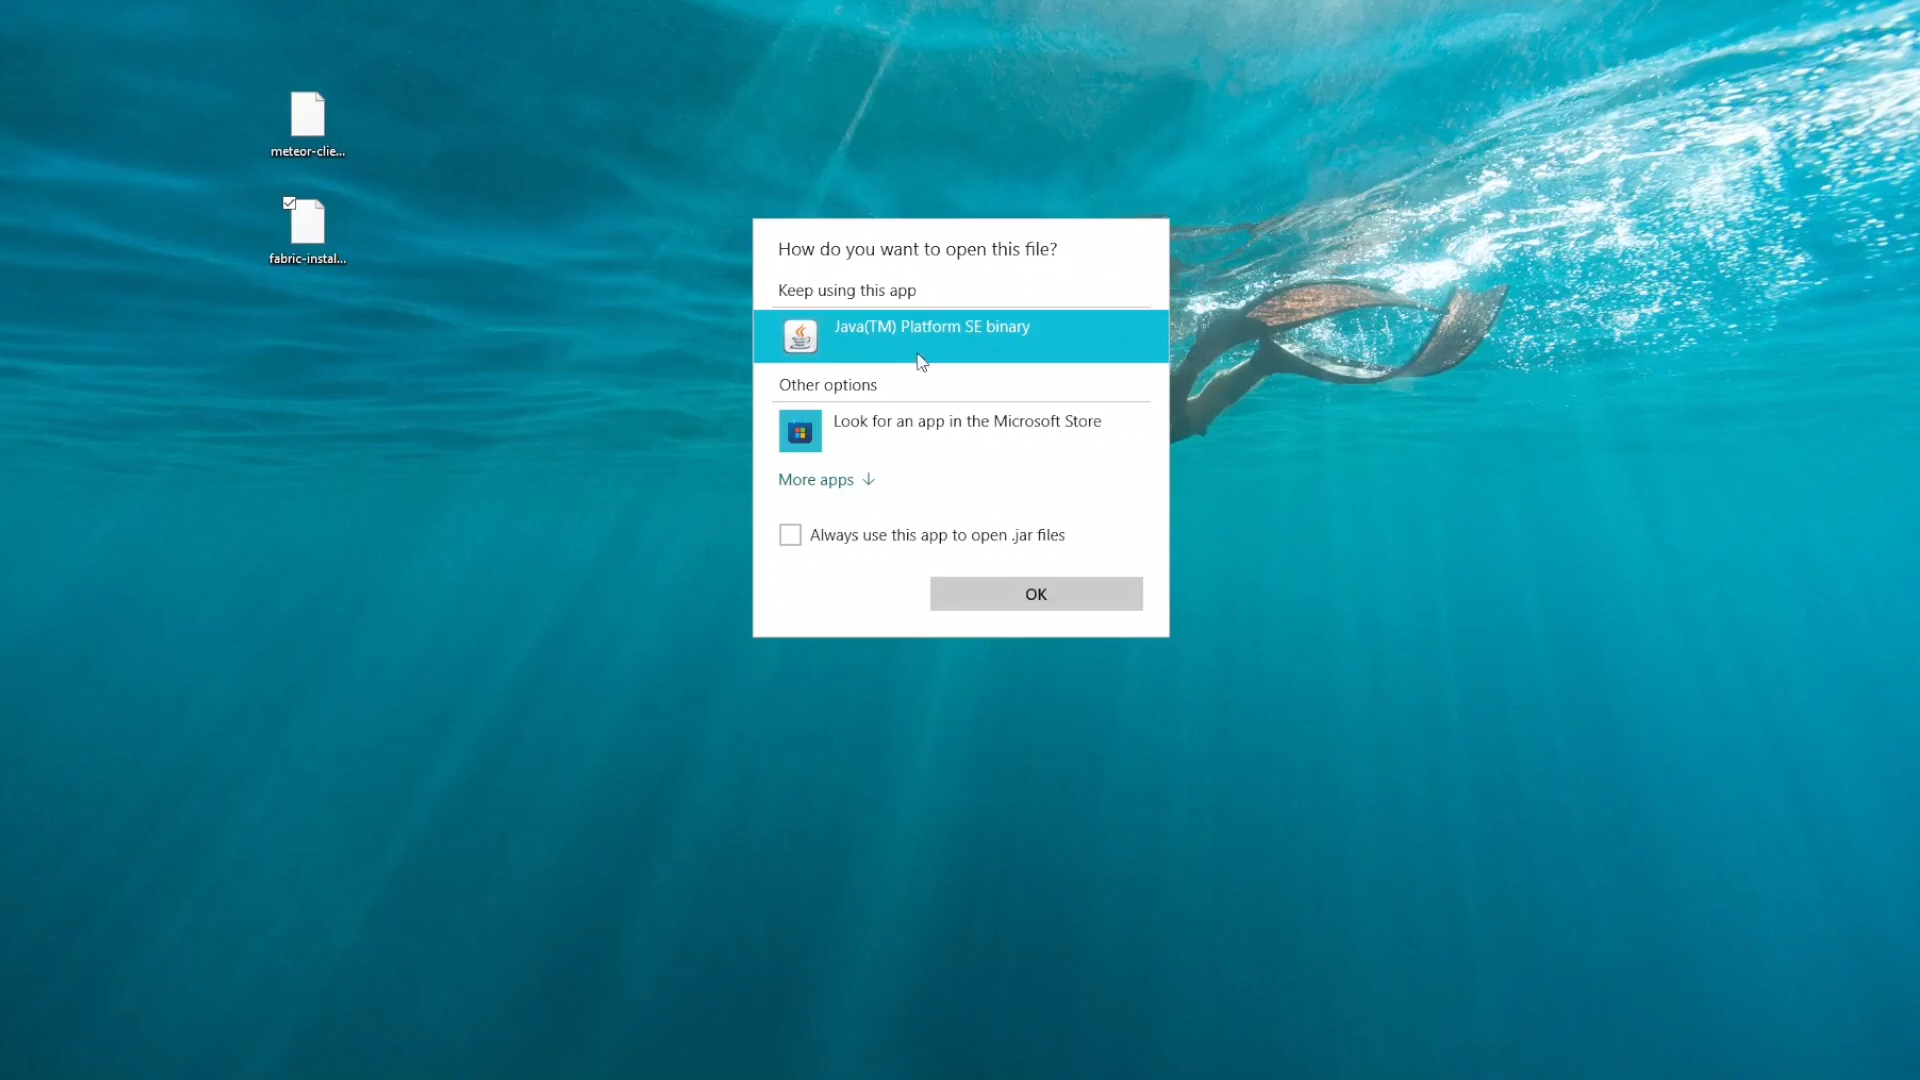 meteor-clie...
fabric-instal...
How do you want to open this file?
Keep using this app
Java(TM) Platform SE binary
Other options
Look for an app in the Microsoft Store
More apps ↓
Always use this app to open .jar files
OK